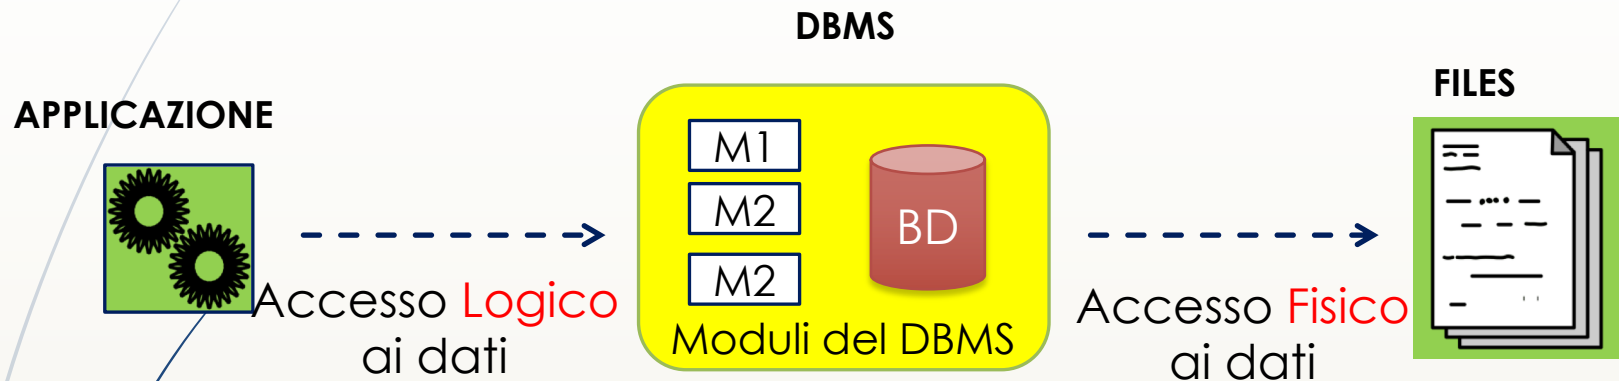 DBMS
APPLICAZIONE
FILES
M1
M2
M2
BD
Moduli del DBMS
Accesso Logico
ai dati
Accesso Fisico
ai dati